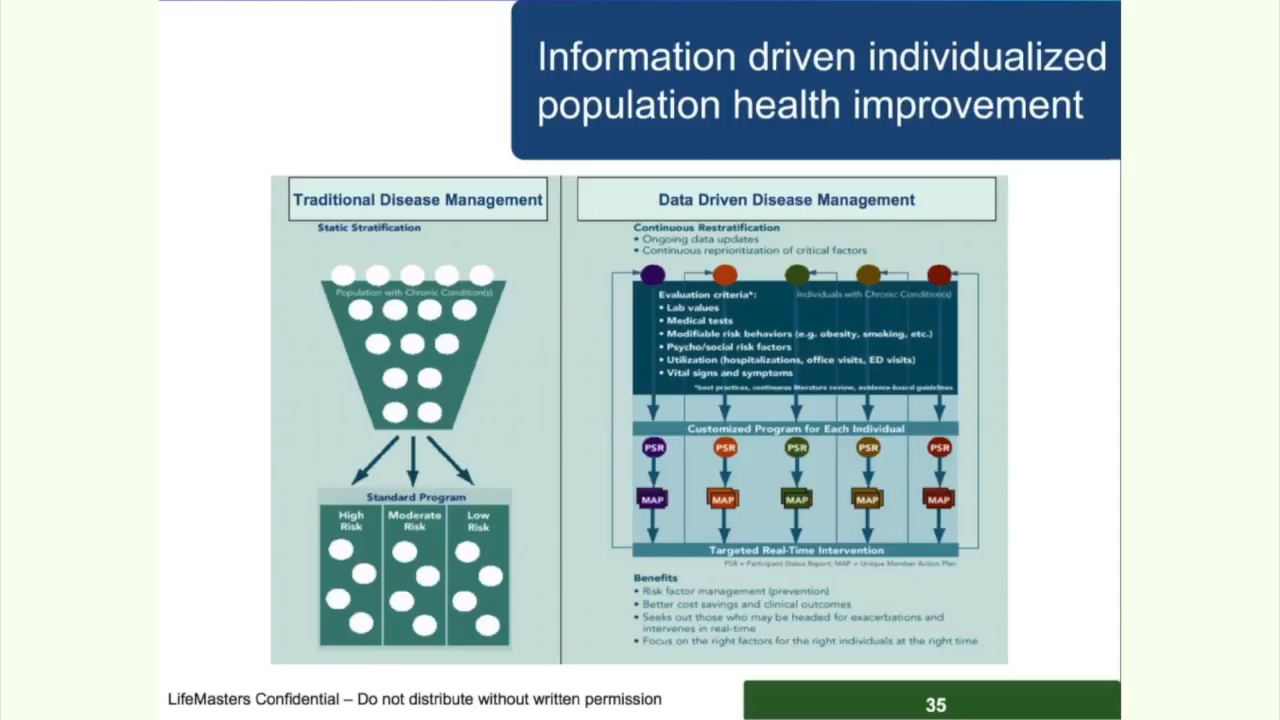 Information driven individualized
population health improvement
Traditional Disease Management
Static Stratification
Population with Chronic Condition(s)
Standard Program
High
Risk
Moderate
Risk
Low
Risk
Data Driven Disease Management
Continuous Restratification
• Ongoing data updates
• Continuous reprioritization of critical factors
Individuals with Chronic Condition(s)
Evaluation criteria*:
• Lab values
• Medical tests
• Modifiable risk behaviors (e.g. obesity, smoking, etc.)
• Psycho/social risk factors
• Utilization (hospitalizations, office visits, ED visits)
• Vital signs and symptoms
*best practices, continuous literature review, evidence-based guidelines
Customized Program for Each Individual
PSR PSR PSR PSR PSR
MAP MAP MAP MAP MAP
Targeted Real-Time Intervention
PSR = Participant Status Report; MAP = Unique Member Action Plan
Benefits
• Risk factor management (prevention)
• Better cost savings and clinical outcomes
• Seeks out those who may be headed for exacerbations and
intervenes in real-time
• Focus on the right factors for the right individuals at the right time
LifeMasters Confidential – Do not distribute without written permission
35